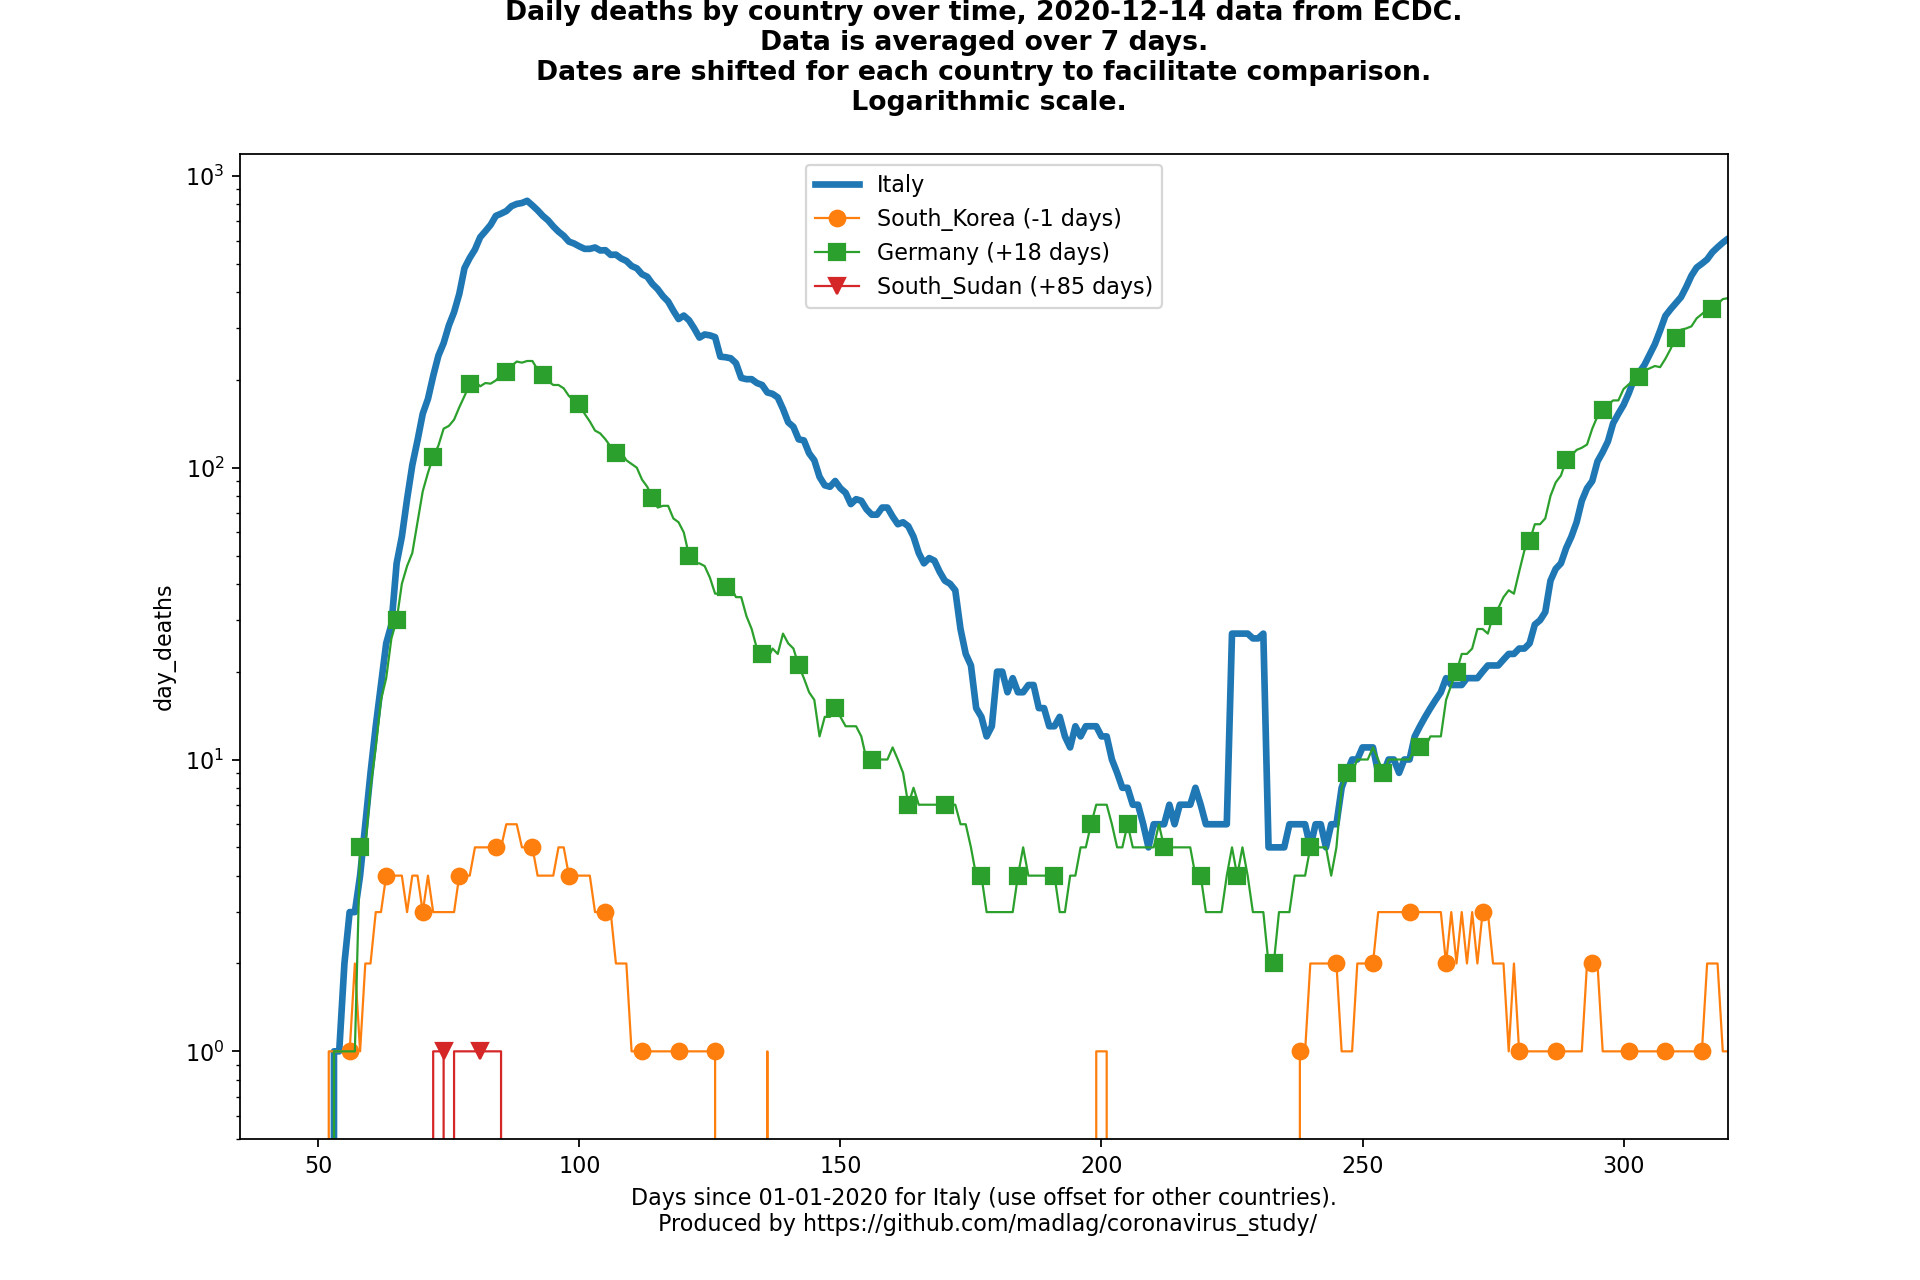 Daily deaths by country over time, 2020-12-14 data from ECDC.
Data is averaged over 7 days.
Dates are shifted for each country to facilitate comparison.
Logarithmic scale.
Italy
South_Korea (-1 days)
Germany (+18 days)
South_Sudan (+85 days)
10³
10²
10¹
10⁰
day_deaths
50 100 150 200 250 300
Days since 01-01-2020 for Italy (use offset for other countries).
Produced by https://github.com/madlag/coronavirus_study/